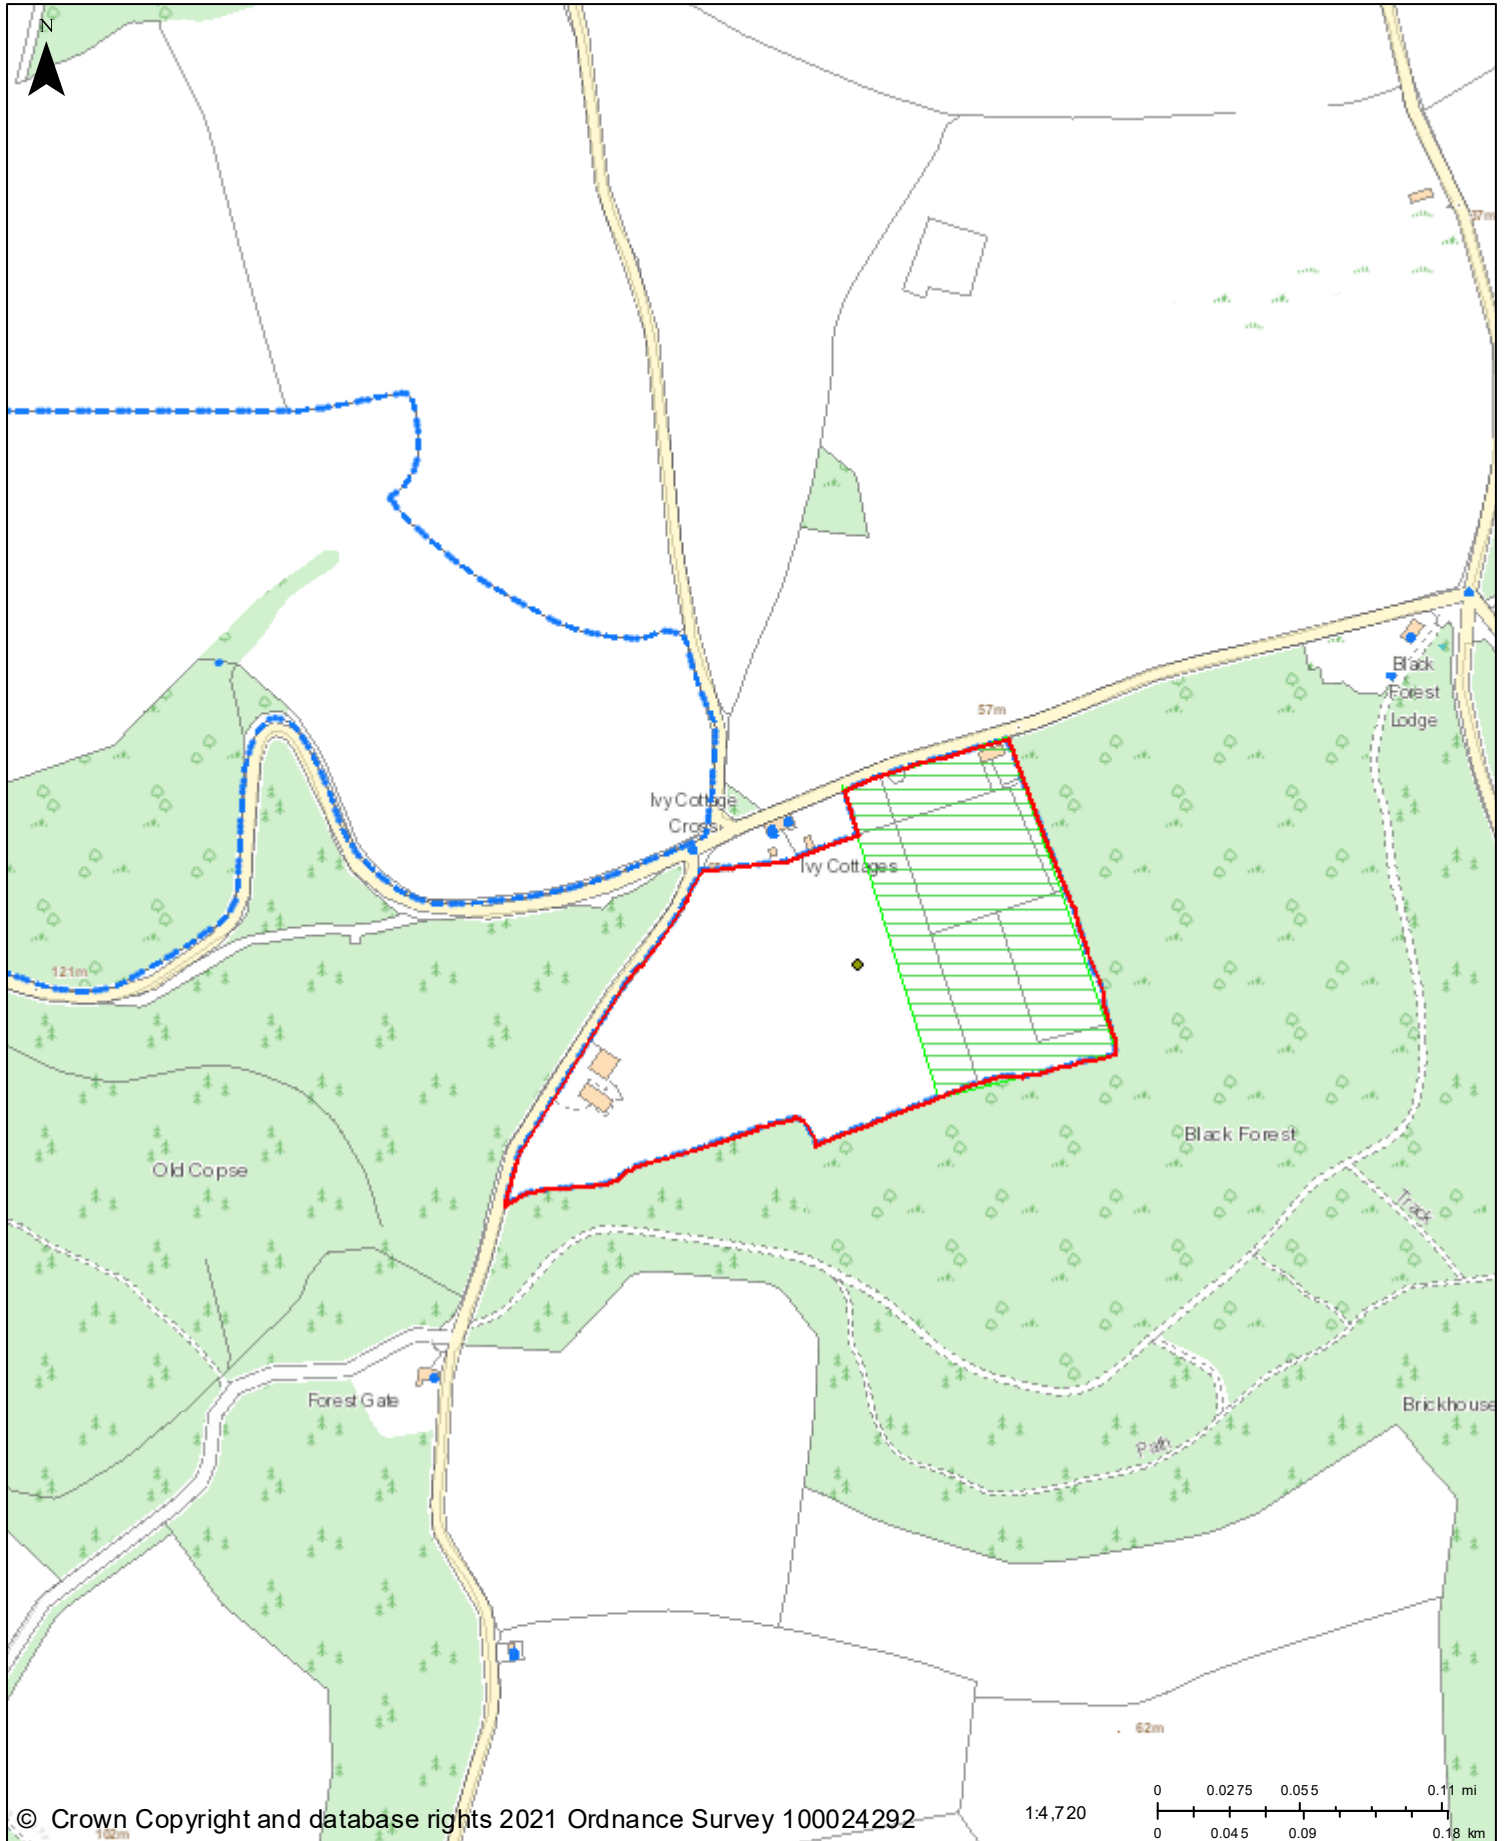 N
37m
Black
Forest
Lodge
57m
Ivy Cottage
Cross
Ivy Cottages
121m
Black Forest
Old Copse
Track
Forest Gate
Brickhouse
Path
62m
0 0.0275 0.055 0.11 mi
1:4,720
© Crown Copyright and database rights 2021 Ordnance Survey 100024292
0 0.045 0.09 0.18 km
102m